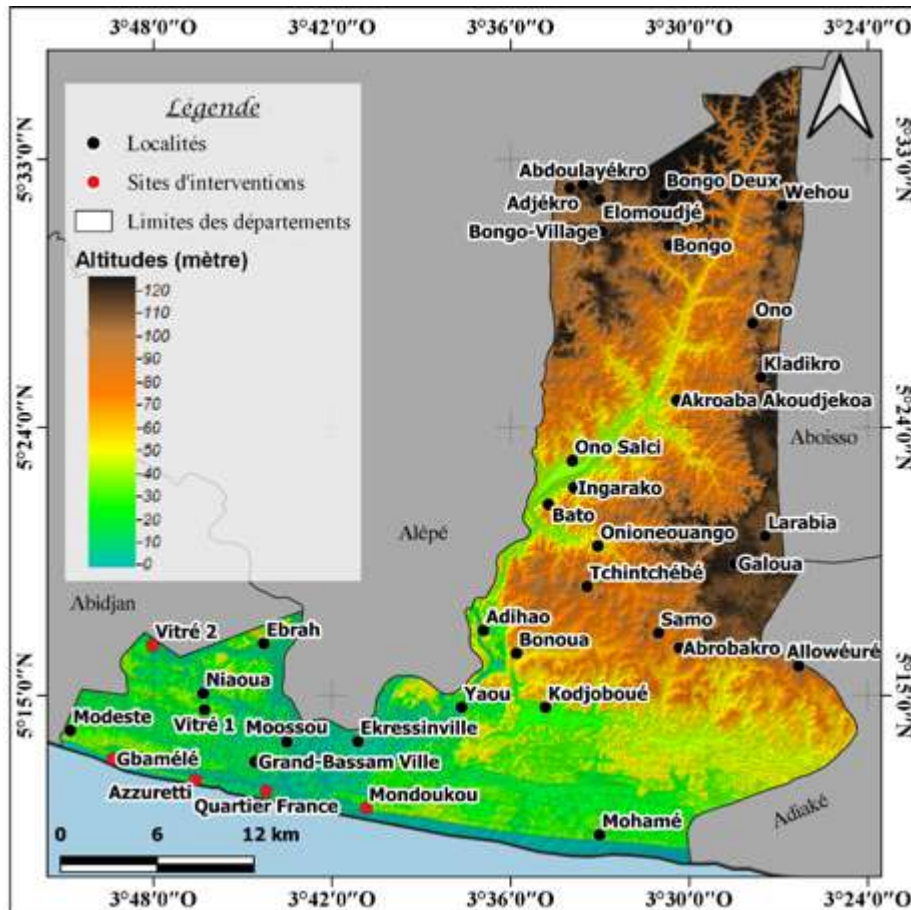 3°48'0"O 3°42'0"O 3°36'0"O 3°30'0"O 3°24'0"O
Légende
Localités
Sites d'interventions
Limites des départements
Altitudes (mètre)
120
100
90
80
70
60
50
40
30
20
10
0
5°33'0"N
5°33'0"N
Abdoulayékro
Bongo Deux
Wehou
Adjékro
Elomoudjé
Bongo-Village
Bongo
Ono
Kladikro
Akroaba Akoudjekoa
5°24'0"N
5°24'0"N
Aboisso
Ono Salci
Ingarako
Bato
Alépé
Onioneouango
Larabia
Galoua
Tchintchébé
Abidjan
Vitré 2
Ebrah
Adihao
Samo
Bonoua
Abrobakro
Allowéuré
Niaoua
5°15'0"N
5°15'0"N
Yaou
Kodjoboué
Modeste
Vitré 1
Moossou
Ekressinville
Gbamélé
Grand-Bassam Ville
Azzuretti
Quartier France
Mondoukou
Adiaké
Mohamé
0 6 12 km
3°48'0"O 3°42'0"O 3°36'0"O 3°30'0"O 3°24'0"O